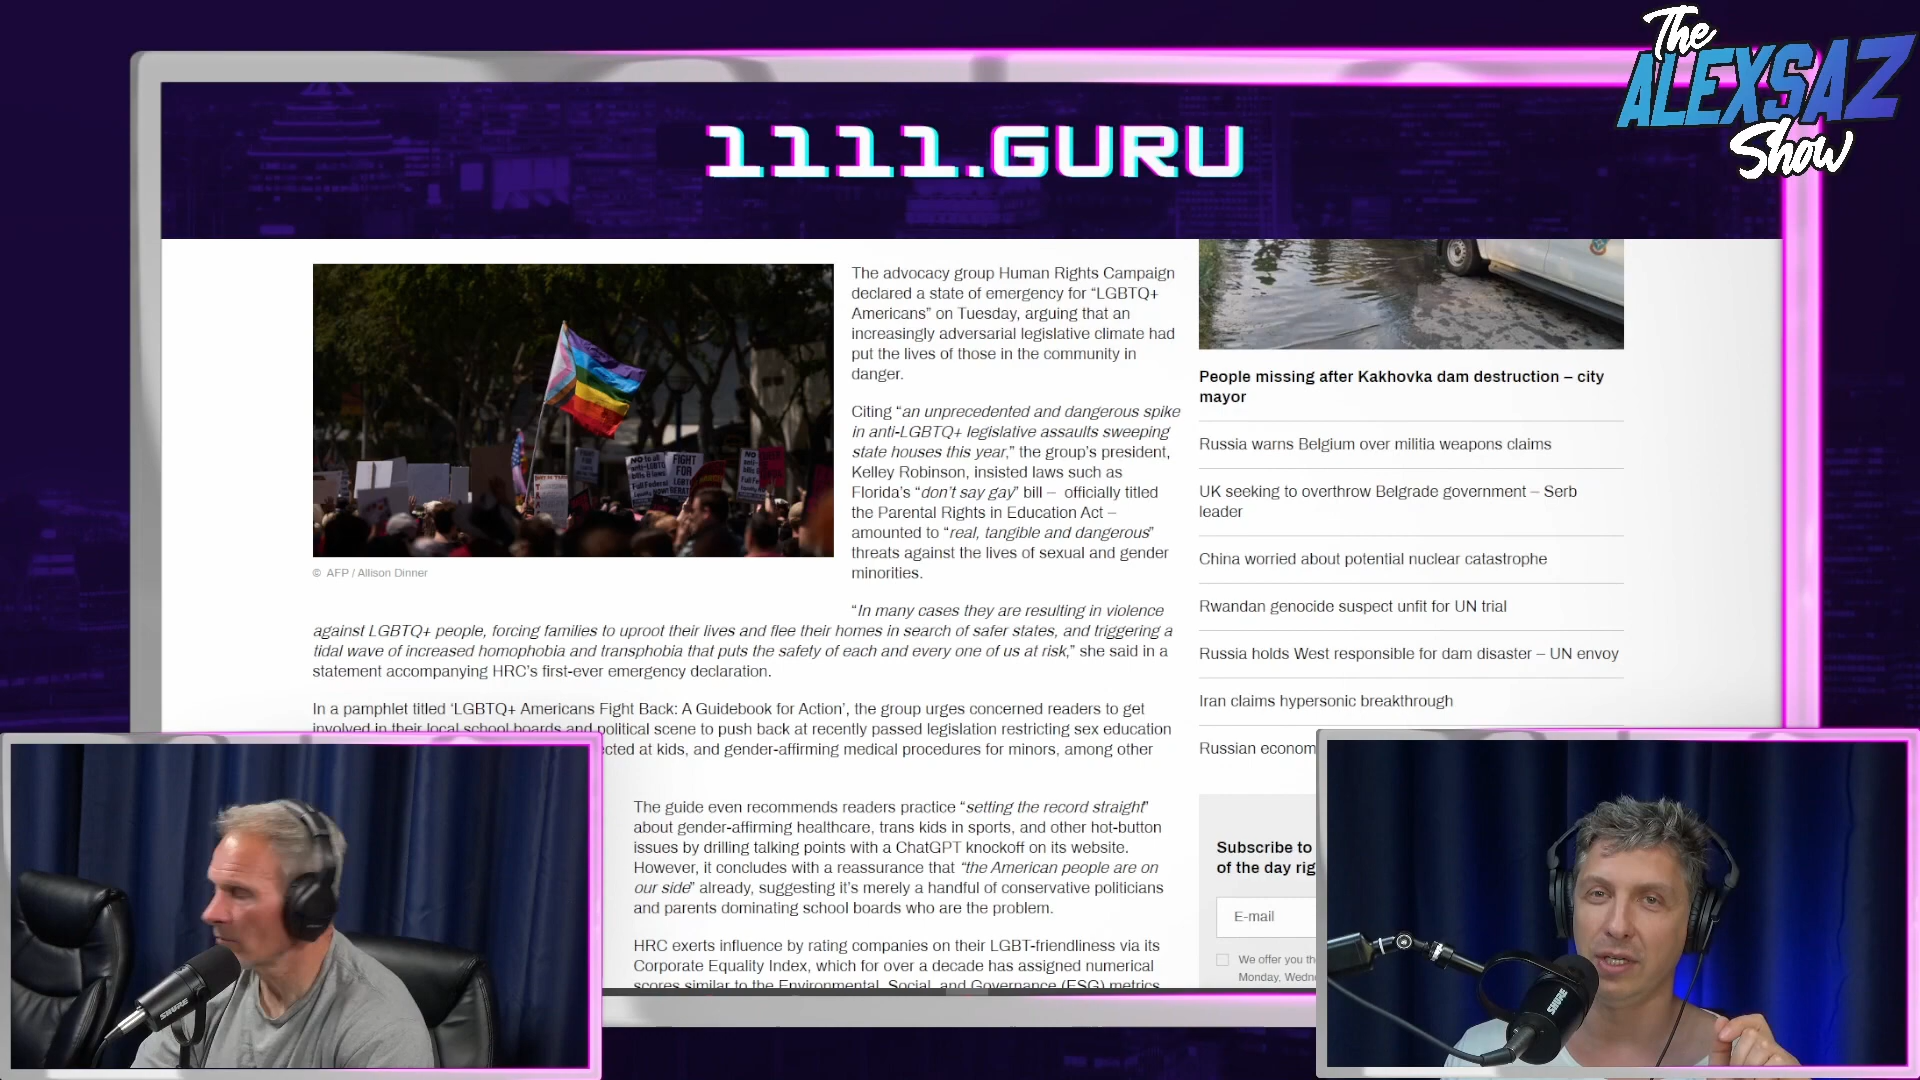 The
ALEXSAZ
Show
1111.GURU
The advocacy group Human Rights Campaign
declared a state of emergency for “LGBTQ+
Americans” on Tuesday, arguing that an
increasingly adversarial legislative climate had
put the lives of those in the community in
danger.
Citing “an unprecedented and dangerous spike
in anti-LGBTQ+ legislative assaults sweeping
state houses this year,” the group’s president,
Kelley Robinson, insisted laws such as
Florida’s “don’t say gay” bill – officially titled
the Parental Rights in Education Act –
amounted to “real, tangible and dangerous”
threats against the lives of sexual and gender
minorities.
© AFP / Allison Dinner
“In many cases they are resulting in violence
against LGBTQ+ people, forcing families to uproot their lives and flee their homes in search of safer states, and triggering a
tidal wave of increased homophobia and transphobia that puts the safety of each and every one of us at risk,” she said in a
statement accompanying HRC’s first-ever emergency declaration.
In a pamphlet titled ‘LGBTQ+ Americans Fight Back: A Guidebook for Action’, the group urges concerned readers to get
involved in their local school boards and political scene to push back at recently passed legislation restricting sex education
cted at kids, and gender-affirming medical procedures for minors, among other
The guide even recommends readers practice “setting the record straight”
about gender-affirming healthcare, trans kids in sports, and other hot-button
issues by drilling talking points with a ChatGPT knockoff on its website.
However, it concludes with a reassurance that “the American people are on
our side” already, suggesting it’s merely a handful of conservative politicians
and parents dominating school boards who are the problem.
HRC exerts influence by rating companies on their LGBT-friendliness via its
Corporate Equality Index, which for over a decade has assigned numerical
scores similar to the Environmental, Social, and Governance (ESG) metrics
People missing after Kakhovka dam destruction – city
mayor
Russia warns Belgium over militia weapons claims
UK seeking to overthrow Belgrade government – Serb
leader
China worried about potential nuclear catastrophe
Rwandan genocide suspect unfit for UN trial
Russia holds West responsible for dam disaster – UN envoy
Iran claims hypersonic breakthrough
Russian econom
Subscribe to
of the day rig
E-mail
We offer you th
Monday, Wedne
SHURE
SHURE